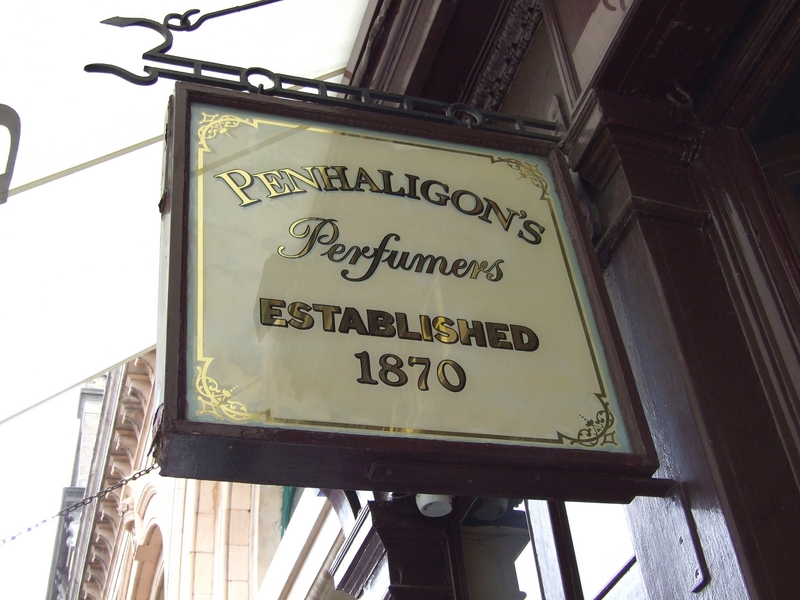 PENHALIGON'S
Perfumers
ESTABLISHED
1870